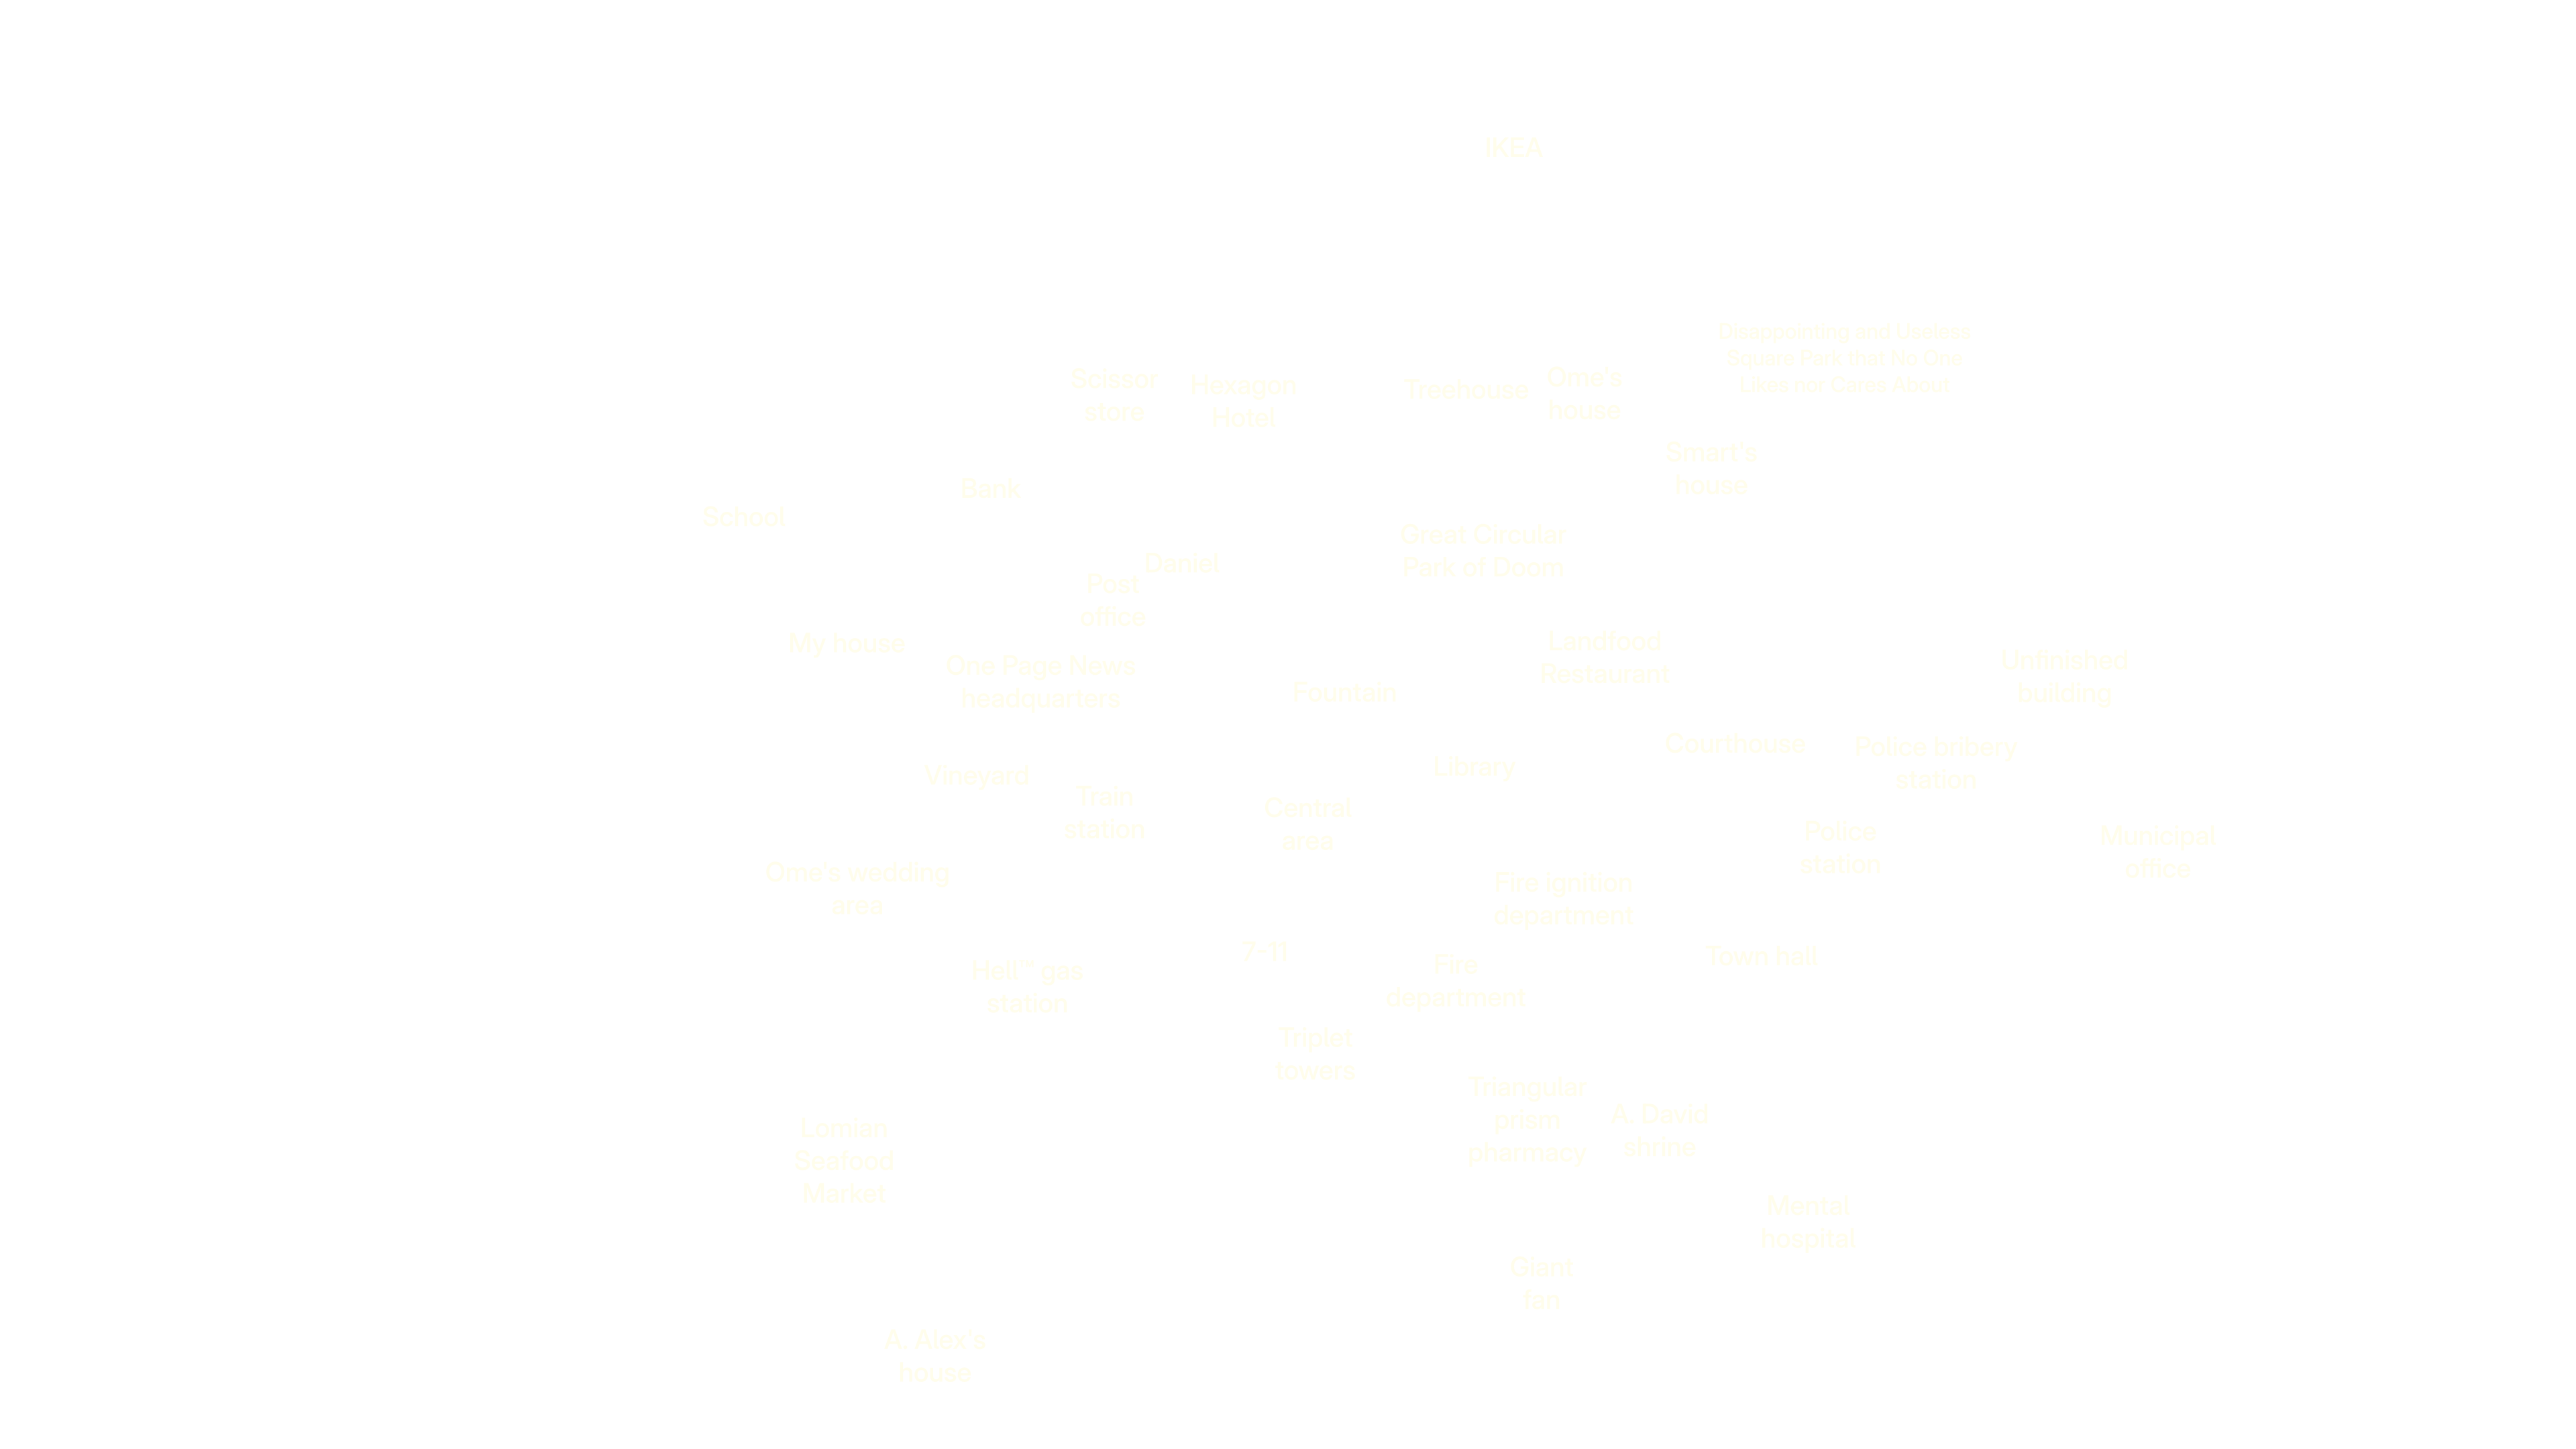 IKEA
Disappointing and Useless
Square Park that No One
Likes nor Cares About
Scissor
store
Hexagon
Hotel
Treehouse
Ome's
house
Smart's
house
Bank
School
Great Circular
Park of Doom
Daniel
Post
office
My house
One Page News
headquarters
Landfood
Restaurant
Fountain
Unfinished
building
Courthouse
Police bribery
station
Library
Vineyard
Train
station
Central
area
Police
station
Municipal
office
Ome's wedding
area
Fire ignition
department
7-11
Town hall
Hell™ gas
station
Fire
department
Triplet
towers
Triangular
prism
pharmacy
A. David
shrine
Lomian
Seafood
Market
Mental
hospital
Giant
fan
A. Alex's
house